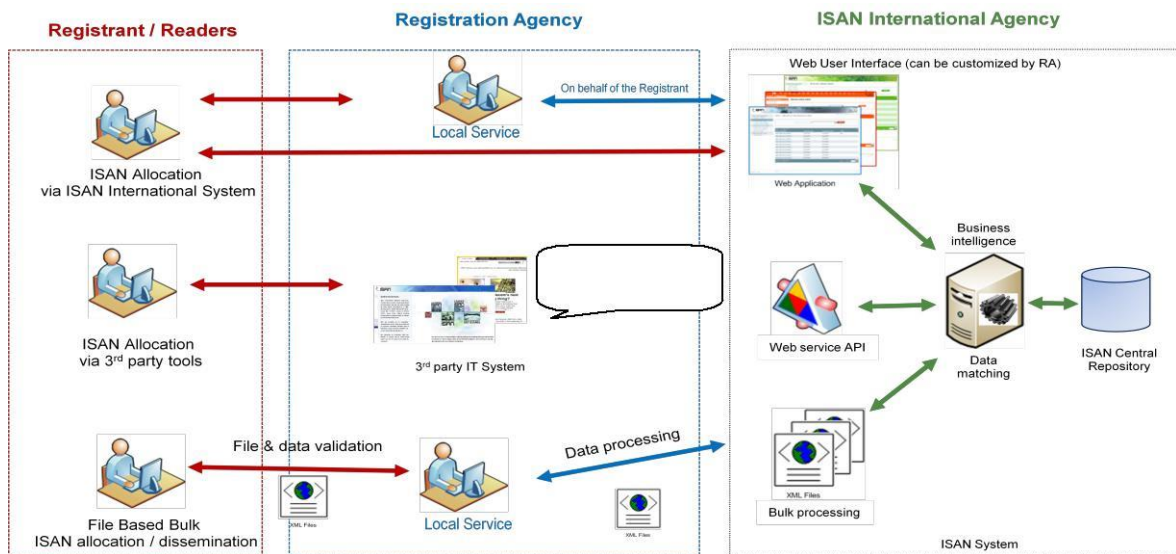 Registrant / Readers
Registration Agency
ISAN International Agency
Web User Interface (can be customized by RA)
On behalf of the Registrant
Local Service
ISAN Allocation
via ISAN International System
Web Application
Business
intelligence
ISAN Allocation
via 3rd party tools
3rd party IT System
Web service API
Data
matching
ISAN Central
Repository
File & data validation
Data processing
XML Files
File Based Bulk
ISAN allocation / dissemination
Local Service
XML Files
XML Files
Bulk processing
ISAN System